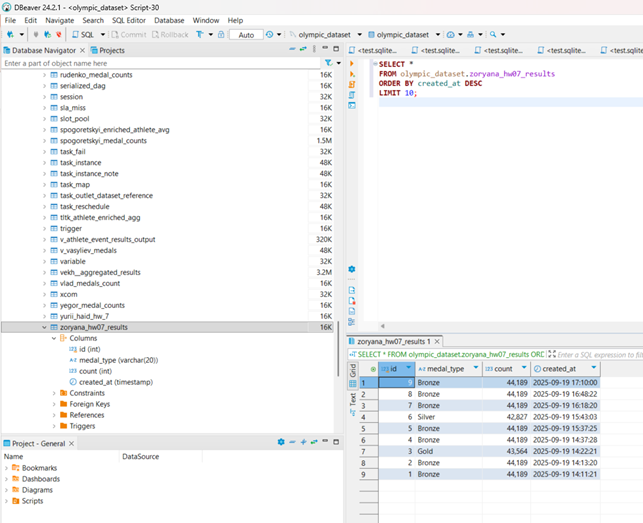 DBeaver 24.2.1 - <olympic_dataset> Script-30
File Edit Navigate Search SQL Editor Database Window Help
SQL Commit Rollback Auto olympic_dataset olympic_dataset
Database Navigator Projects
Enter a part of object name here
rudenko_medal_counts 16K
serialized_dag 16K
session 32K
sla_miss 16K
slot_pool 32K
spogoretskyi_enriched_athlete_avg 16K
spogoretskyi_medal_counts 1.5M
task_fail 32K
task_instance 48K
task_instance_note 48K
task_map 16K
task_outlet_dataset_reference 32K
task_reschedule 48K
tltk_athlete_enriched_agg 16K
trigger 16K
v_athlete_event_results_output 320K
v_vasyliev_medals 48K
variable 32K
vekh__aggregated_results 3.2M
vlad_medals_count 16K
xcom 32K
yegor_medal_counts 16K
yurii_haid_hw_7 16K
zoryana_hw07_results 16K
Columns
123 id (int)
A-Z medal_type (varchar(20))
123 count (int)
created_at (timestamp)
Constraints
Foreign Keys
References
Triggers
Project - General
Name DataSource
Bookmarks
Dashboards
Diagrams
Scripts
<test.sqlite... <test.sqlite... <test.sqlite... <test.sqlite... <test.sqlite
SELECT *
FROM olympic_dataset.zoryana_hw07_results
ORDER BY created_at DESC
LIMIT 10;
zoryana_hw07_results 1
SELECT * FROM olympic_dataset.zoryana_hw07_results ORD Enter a SQL expression to fil
Grid
Text
123 id A-Z medal_type 123 count created_at
1 9 Bronze 44,189 2025-09-19 17:10:00
2 8 Bronze 44,189 2025-09-19 16:48:22
3 7 Bronze 44,189 2025-09-19 16:18:20
4 6 Silver 42,827 2025-09-19 15:43:03
5 5 Bronze 44,189 2025-09-19 15:37:25
6 4 Bronze 44,189 2025-09-19 14:37:28
7 3 Gold 43,564 2025-09-19 14:22:21
8 2 Bronze 44,189 2025-09-19 14:13:20
9 1 Bronze 44,189 2025-09-19 14:11:21